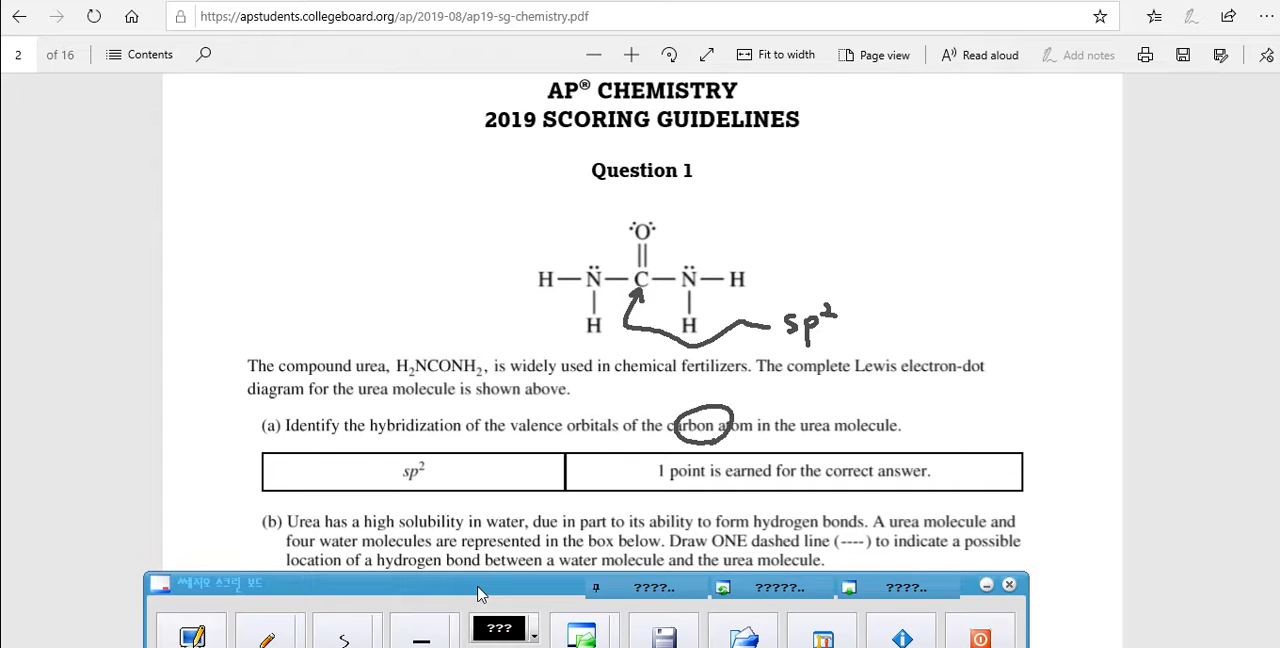 https://apstudents.collegeboard.org/ap/2019-08/ap19-sg-chemistry.pdf
2 of 16 Contents Fit to width Page view Read aloud Add notes
AP® CHEMISTRY
2019 SCORING GUIDELINES
Question 1
:O:
H—N̈—C—N̈—H
H H
sp²
The compound urea, H₂NCONH₂, is widely used in chemical fertilizers. The complete Lewis electron-dot
diagram for the urea molecule is shown above.
(a) Identify the hybridization of the valence orbitals of the carbon atom in the urea molecule.
sp² 1 point is earned for the correct answer.
(b) Urea has a high solubility in water, due in part to its ability to form hydrogen bonds. A urea molecule and
four water molecules are represented in the box below. Draw ONE dashed line (----) to indicate a possible
location of a hydrogen bond between a water molecule and the urea molecule.
????.. ?????.. ????..
???